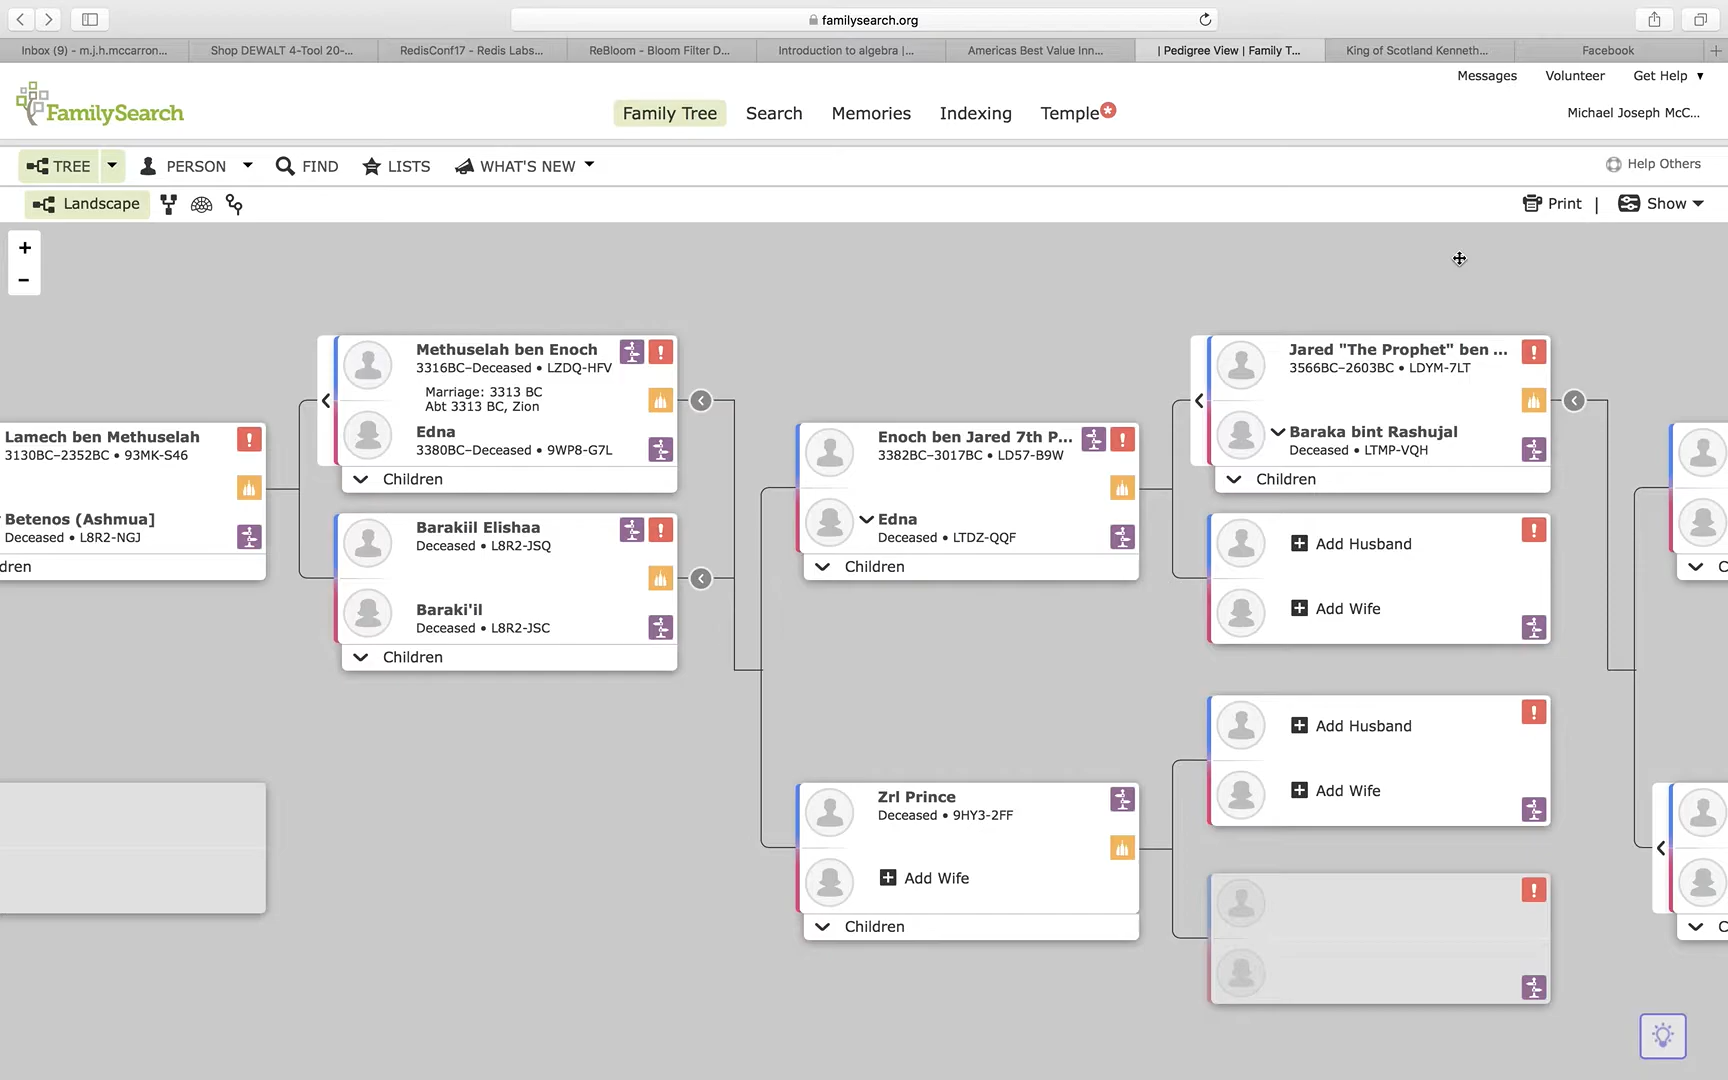 familysearch.org
Inbox (9) - m.j.h.mccarron...
Shop DEWALT 4-Tool 20-...
RedisConf17 - Redis Labs...
ReBloom - Bloom Filter D...
Introduction to algebra |...
Americas Best Value Inn...
| Pedigree View | Family T...
King of Scotland Kenneth...
Facebook
Messages
Volunteer
Get Help
FamilySearch
Family Tree
Search
Memories
Indexing
Temple
Michael Joseph McC...
TREE
PERSON
FIND
LISTS
WHAT'S NEW
Help Others
Landscape
Print
|
Show
+
−
Lamech ben Methuselah
3130BC–2352BC • 93MK-S46
Betenos (Ashmua]
Deceased • L8R2-NGJ
dren
Methuselah ben Enoch
3316BC–Deceased • LZDQ-HFV
Marriage: 3313 BC
Abt 3313 BC, Zion
Edna
3380BC–Deceased • 9WP8-G7L
Children
Barakiil Elishaa
Deceased • L8R2-JSQ
Baraki'il
Deceased • L8R2-JSC
Children
Enoch ben Jared 7th P...
3382BC–3017BC • LD57-B9W
Edna
Deceased • LTDZ-QQF
Children
Zrl Prince
Deceased • 9HY3-2FF
Add Wife
Children
Jared "The Prophet" ben ...
3566BC–2603BC • LDYM-7LT
Baraka bint Rashujal
Deceased • LTMP-VQH
Children
Add Husband
Add Wife
Add Husband
Add Wife
C
C